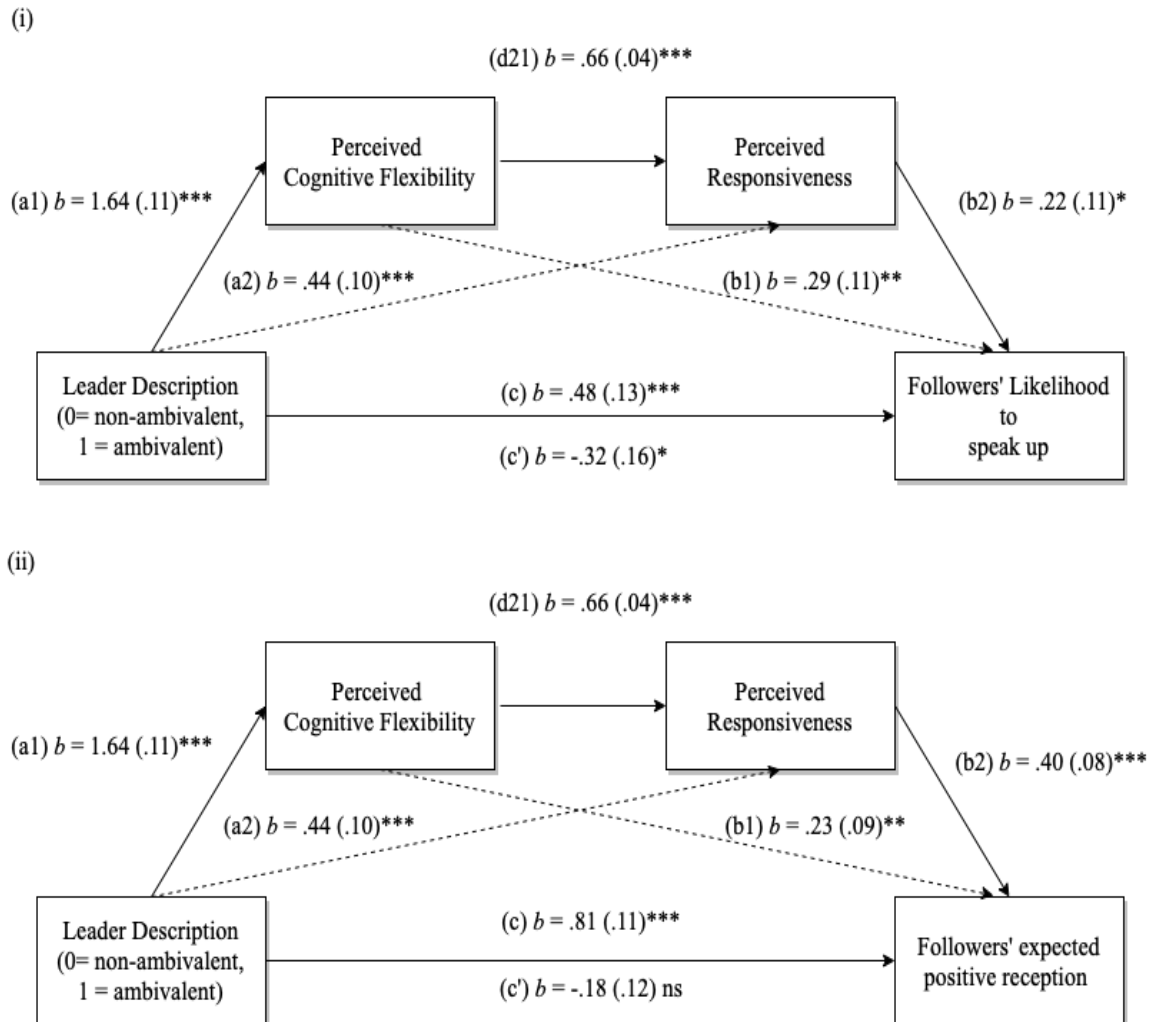 (i)
(d21) b = .66 (.04)***
Perceived
Cognitive Flexibility
Perceived
Responsiveness
(a1) b = 1.64 (.11)***
(b2) b = .22 (.11)*
(a2) b = .44 (.10)***
(b1) b = .29 (.11)**
Leader Description
(0= non-ambivalent,
1 = ambivalent)
(c) b = .48 (.13)***
(c') b = -.32 (.16)*
Followers' Likelihood
to
speak up
(ii)
(d21) b = .66 (.04)***
Perceived
Cognitive Flexibility
Perceived
Responsiveness
(a1) b = 1.64 (.11)***
(b2) b = .40 (.08)***
(a2) b = .44 (.10)***
(b1) b = .23 (.09)**
Leader Description
(0= non-ambivalent,
1 = ambivalent)
(c) b = .81 (.11)***
(c') b = -.18 (.12) ns
Followers' expected
positive reception